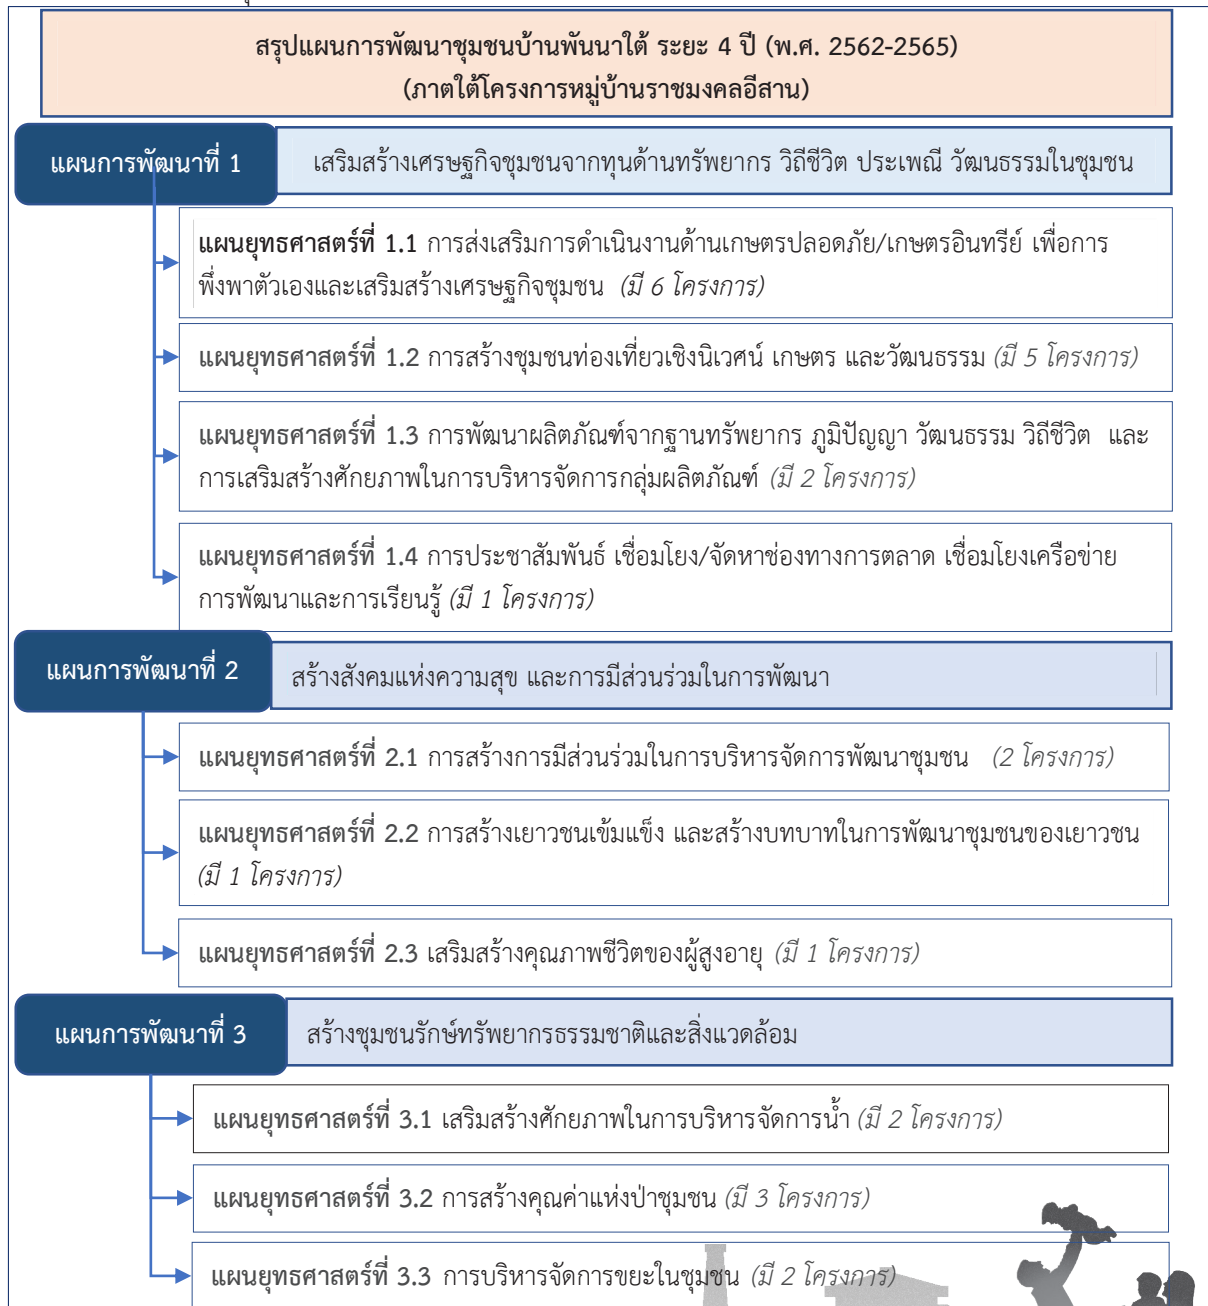 สรุปแผนการพัฒนาชุมชนบ้านพันนาใต้ ระยะ 4 ปี (พ.ศ. 2562-2565)
(ภาตใต้โครงการหมู่บ้านราชมงคลอีสาน)
แผนการพัฒนาที่ 1
เสริมสร้างเศรษฐกิจชุมชนจากทุนด้านทรัพยากร วิถีชีวิต ประเพณี วัฒนธรรมในชุมชน
แผนยุทธศาสตร์ที่ 1.1 การส่งเสริมการดำเนินงานด้านเกษตรปลอดภัย/เกษตรอินทรีย์ เพื่อการ
พึ่งพาตัวเองและเสริมสร้างเศรษฐกิจชุมชน (มี 6 โครงการ)
แผนยุทธศาสตร์ที่ 1.2 การสร้างชุมชนท่องเที่ยวเชิงนิเวศน์ เกษตร และวัฒนธรรม (มี 5 โครงการ)
แผนยุทธศาสตร์ที่ 1.3 การพัฒนาผลิตภัณฑ์จากฐานทรัพยากร ภูมิปัญญา วัฒนธรรม วิถีชีวิต และ
การเสริมสร้างศักยภาพในการบริหารจัดการกลุ่มผลิตภัณฑ์ (มี 2 โครงการ)
แผนยุทธศาสตร์ที่ 1.4 การประชาสัมพันธ์ เชื่อมโยง/จัดหาช่องทางการตลาด เชื่อมโยงเครือข่าย
การพัฒนาและการเรียนรู้ (มี 1 โครงการ)
แผนการพัฒนาที่ 2
สร้างสังคมแห่งความสุข และการมีส่วนร่วมในการพัฒนา
แผนยุทธศาสตร์ที่ 2.1 การสร้างการมีส่วนร่วมในการบริหารจัดการพัฒนาชุมชน (2 โครงการ)
แผนยุทธศาสตร์ที่ 2.2 การสร้างเยาวชนเข้มแข็ง และสร้างบทบาทในการพัฒนาชุมชนของเยาวชน
(มี 1 โครงการ)
แผนยุทธศาสตร์ที่ 2.3 เสริมสร้างคุณภาพชีวิตของผู้สูงอายุ (มี 1 โครงการ)
แผนการพัฒนาที่ 3
สร้างชุมชนรักษ์ทรัพยากรธรรมชาติและสิ่งแวดล้อม
แผนยุทธศาสตร์ที่ 3.1 เสริมสร้างศักยภาพในการบริหารจัดการน้ำ (มี 2 โครงการ)
แผนยุทธศาสตร์ที่ 3.2 การสร้างคุณค่าแห่งป่าชุมชน (มี 3 โครงการ)
แผนยุทธศาสตร์ที่ 3.3 การบริหารจัดการขยะในชุมชน (มี 2 โครงการ)